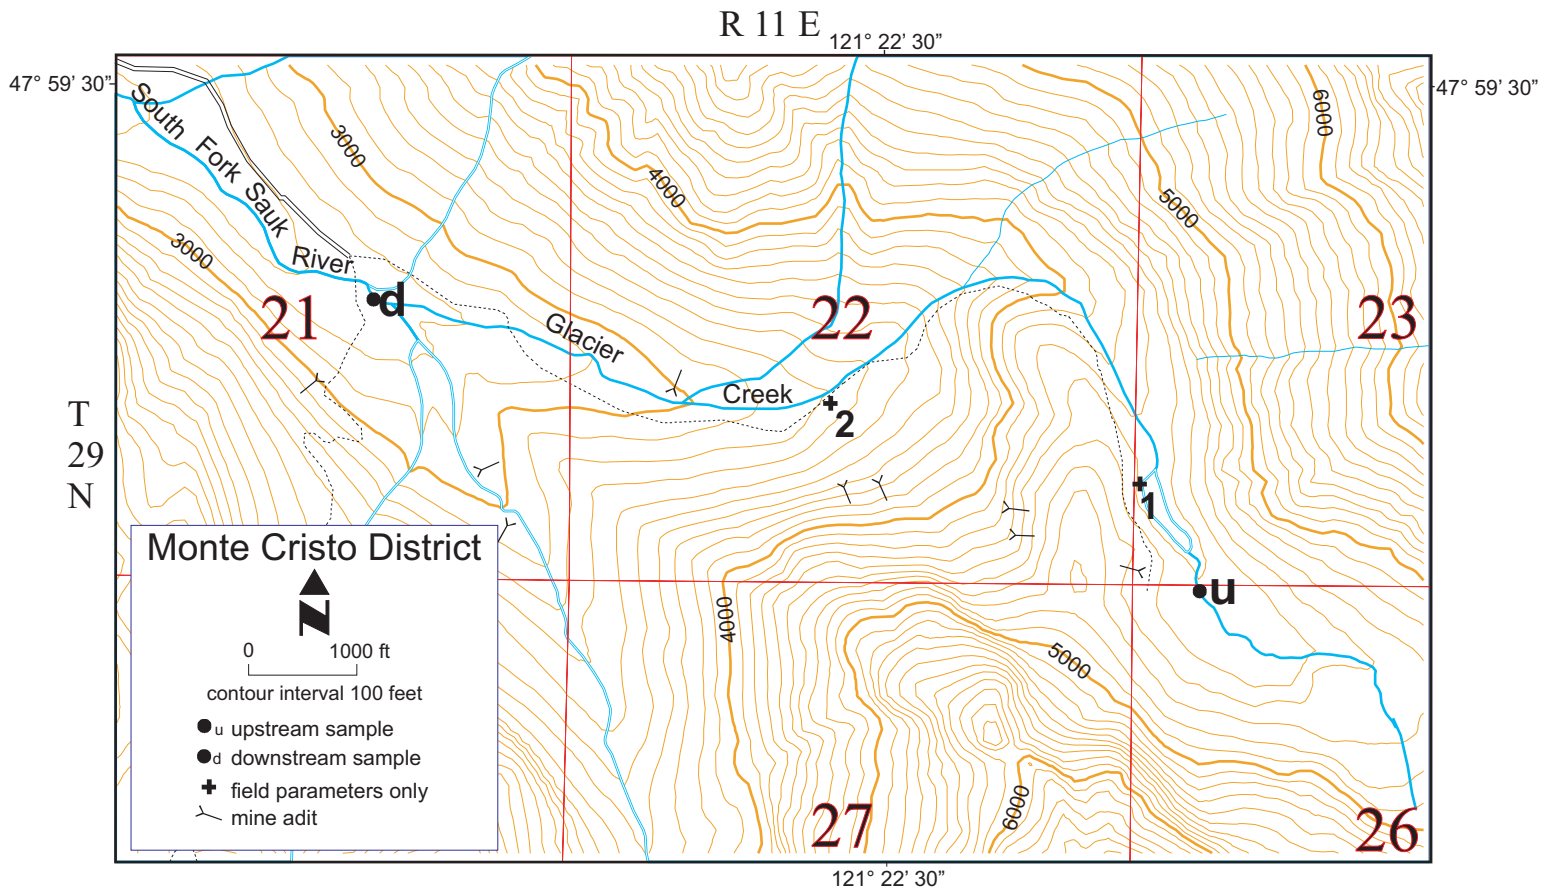 R 11 E
121° 22' 30”
47° 59' 30”
47° 59' 30”
South Fork Sauk River
3000
4000
5000
6000
3000
21
d
Glacier Creek
22
23
2
1
T
29
N
u
4000
5000
6000
27
26
Monte Cristo District
N
0 1000 ft
contour interval 100 feet
u upstream sample
d downstream sample
field parameters only
mine adit
121° 22' 30”